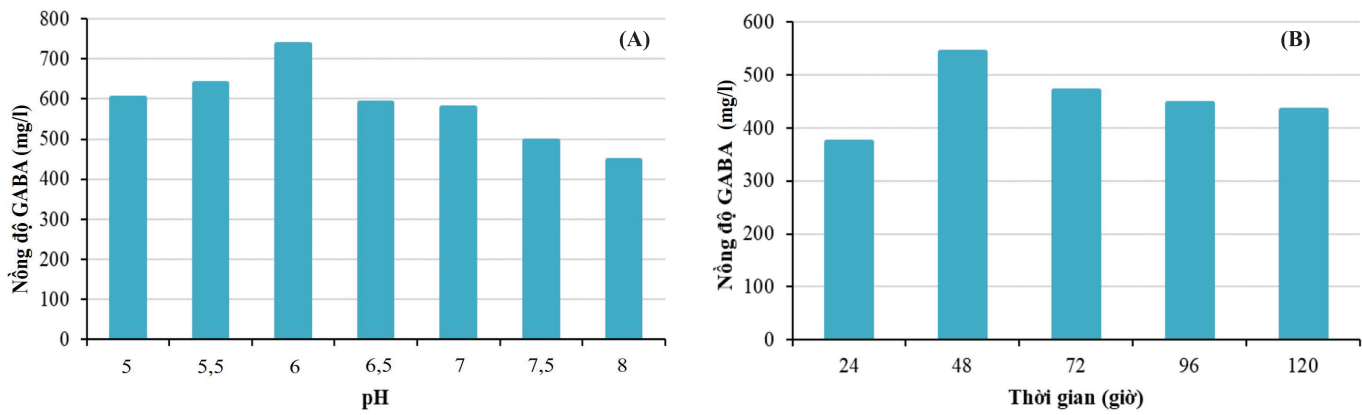 (A)
Nồng độ GABA (mg/l)
800
700
600
500
400
300
200
100
0
5 5,5 6 6,5 7 7,5 8
pH
(B)
Nồng độ GABA (mg/l)
600
500
400
300
200
100
0
24 48 72 96 120
Thời gian (giờ)